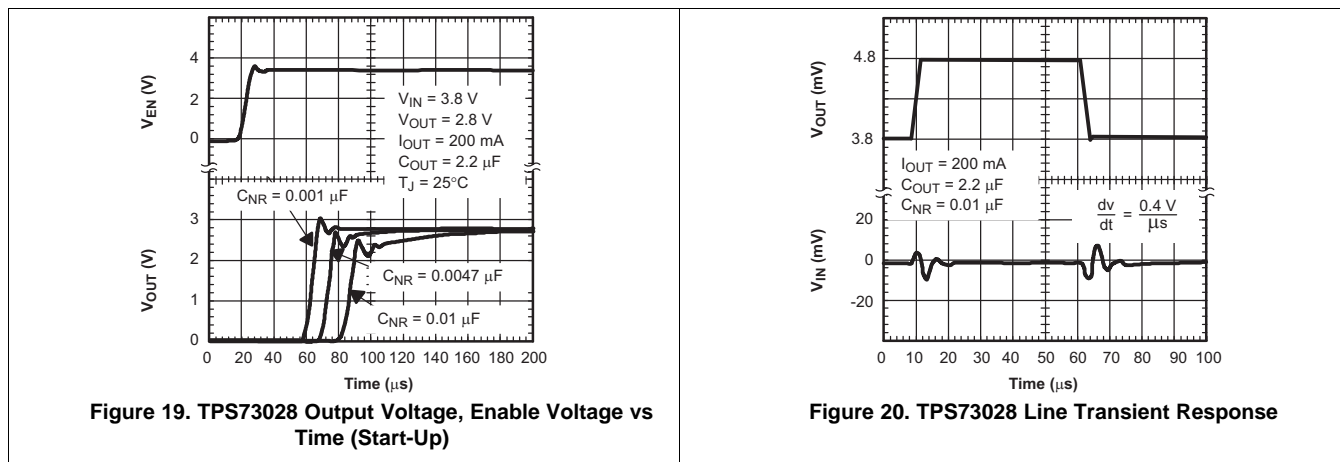 4
2
0
V_EN (V)
V_IN = 3.8 V
V_OUT = 2.8 V
I_OUT = 200 mA
C_OUT = 2.2 μF
T_J = 25°C
C_NR = 0.001 μF
3
2
1
0
V_OUT (V)
C_NR = 0.0047 μF
C_NR = 0.01 μF
0 20 40 60 80 100 120 140 160 180 200
Time (μs)
Figure 19. TPS73028 Output Voltage, Enable Voltage vs
Time (Start-Up)
4.8
3.8
V_OUT (mV)
I_OUT = 200 mA
C_OUT = 2.2 μF
C_NR = 0.01 μF
dv/dt = 0.4 V/μs
20
0
-20
V_IN (mV)
0 10 20 30 40 50 60 70 80 90 100
Time (μs)
Figure 20. TPS73028 Line Transient Response